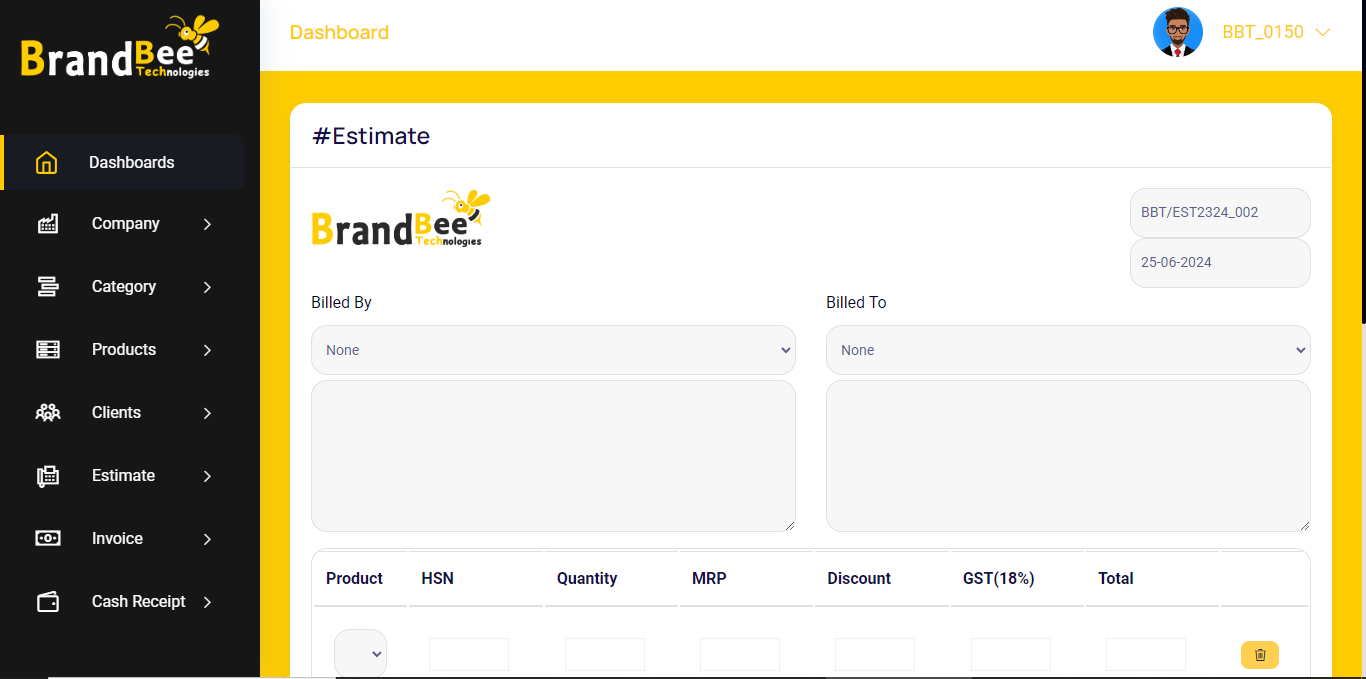 BrandBee
Technologies
Dashboards
Company
Category
Products
Clients
Estimate
Invoice
Cash Receipt
Dashboard
BBT_0150
#Estimate
BrandBee
Technologies
BBT/EST2324_002
25-06-2024
Billed By
Billed To
None
None
Product HSN Quantity MRP Discount GST(18%) Total